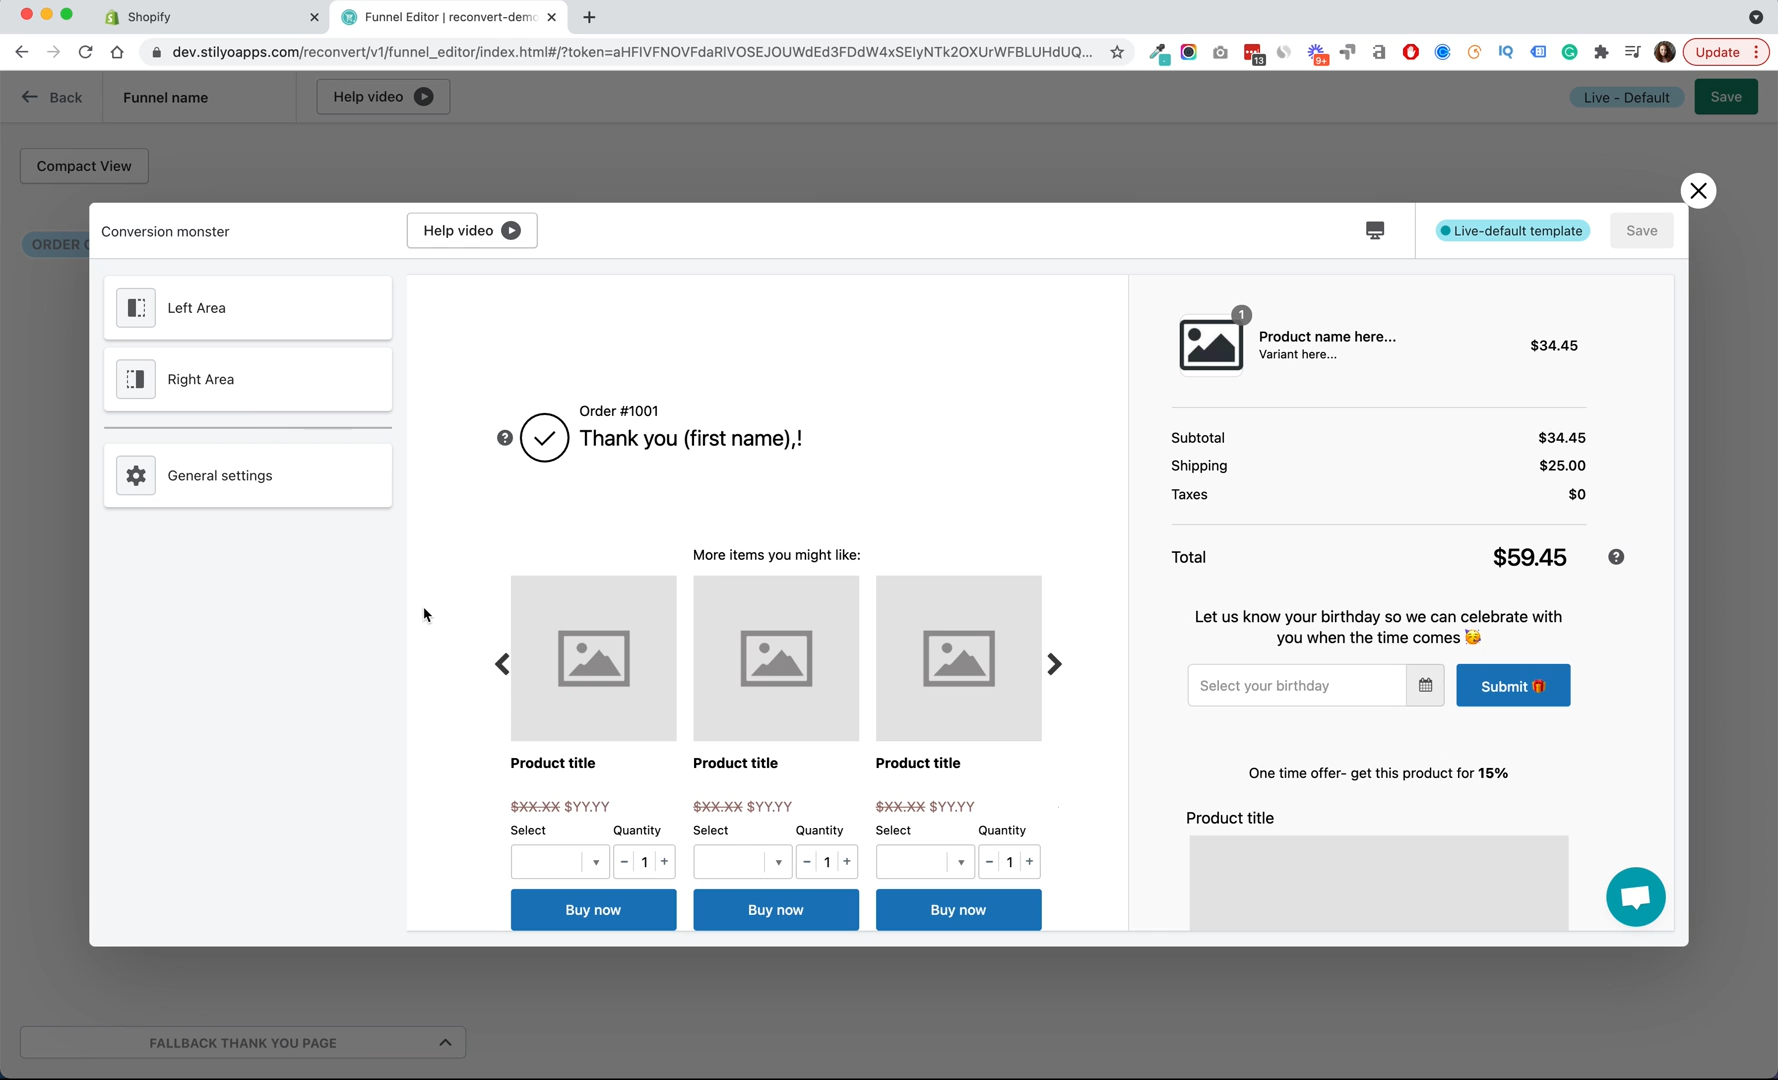 Shopify
Funnel Editor | reconvert-demo
dev.stilyoapps.com/reconvert/v1/funnel_editor/index.html#/?token=aHFIVFNOVFdaRlVOSEJOUWdEd3FDdW4xSEIyNTk2OXUrWFBLUHdUQ...
13
9+
IQ
Update
Back
Funnel name
Help video
Live - Default
Save
Compact View
Conversion monster
Help video
Live-default template
Save
ORDER
Left Area
Right Area
General settings
Order #1001
Thank you (first name),!
More items you might like:
Product title
Product title
Product title
$XX.XX $YY.YY
$XX.XX $YY.YY
$XX.XX $YY.YY
Select Quantity
Select Quantity
Select Quantity
− 1 +
− 1 +
− 1 +
Buy now
Buy now
Buy now
1
Product name here...
Variant here...
$34.45
Subtotal $34.45
Shipping $25.00
Taxes $0
Total $59.45
Let us know your birthday so we can celebrate with
you when the time comes 🥳
Select your birthday
Submit 🎁
One time offer- get this product for 15%
Product title
FALLBACK THANK YOU PAGE